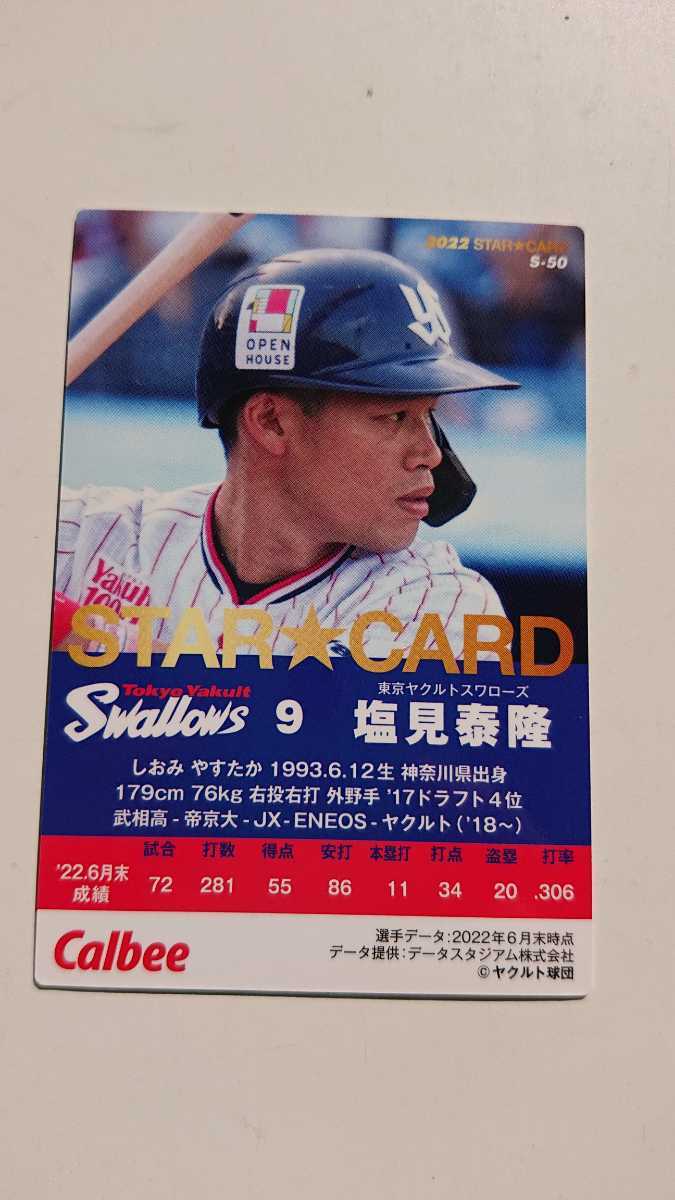 2022 STAR★CARD
S-50
OPEN
HOUSE
Yakult
100
STAR★CARD
東京ヤクルトスワローズ
Tokyo Yakult
Swallows 9 塩見泰隆
しおみ やすたか 1993.6.12生 神奈川県出身
179cm 76kg 右投右打 外野手 '17ドラフト4位
武相高-帝京大-JX-ENEOS-ヤクルト('18〜)
試合 打数 得点 安打 本塁打 打点 盗塁 打率
'22.6月末
成績 72 281 55 86 11 34 20 .306
Calbee
選手データ:2022年6月末時点
データ提供:データスタジアム株式会社
©ヤクルト球団